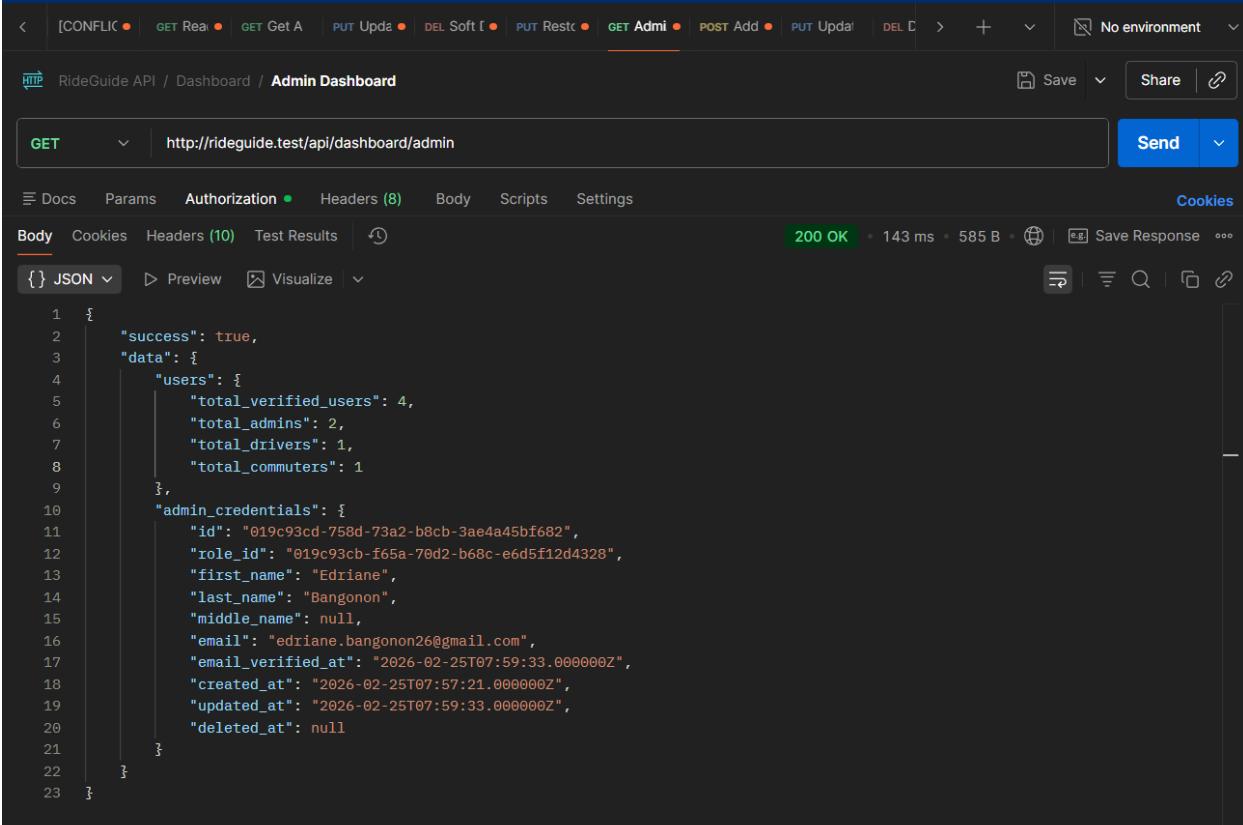 [CONFLIC GET Rea GET Get A PUT Upda DEL Soft D PUT Resto GET Admi POST Add PUT Updat DEL D No environment
HTTP RideGuide API / Dashboard / Admin Dashboard Save Share
GET http://rideguide.test/api/dashboard/admin Send
Docs Params Authorization Headers (8) Body Scripts Settings Cookies
Body Cookies Headers (10) Test Results 200 OK • 143 ms • 585 B • e.g. Save Response
{} JSON Preview Visualize
1 {
2 "success": true,
3 "data": {
4 "users": {
5 "total_verified_users": 4,
6 "total_admins": 2,
7 "total_drivers": 1,
8 "total_commuters": 1
9 },
10 "admin_credentials": {
11 "id": "019c93cd-758d-73a2-b8cb-3ae4a45bf682",
12 "role_id": "019c93cb-f65a-70d2-b68c-e6d5f12d4328",
13 "first_name": "Edriane",
14 "last_name": "Bangonon",
15 "middle_name": null,
16 "email": "edriane.bangonon26@gmail.com",
17 "email_verified_at": "2026-02-25T07:59:33.000000Z",
18 "created_at": "2026-02-25T07:57:21.000000Z",
19 "updated_at": "2026-02-25T07:59:33.000000Z",
20 "deleted_at": null
21 }
22 }
23 }